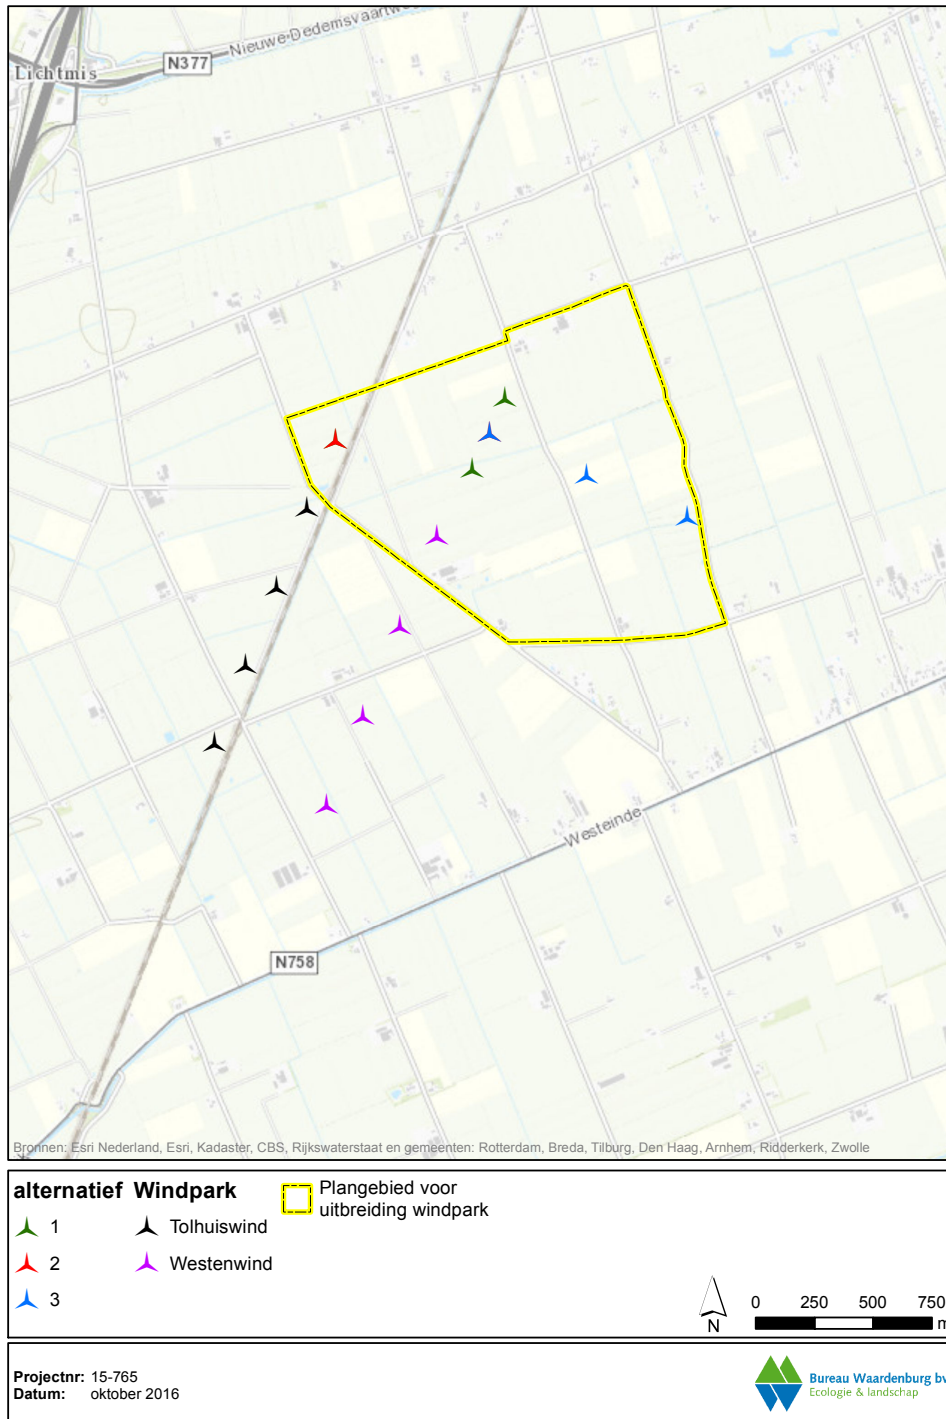 Nieuwe-Dedemsvaartw
N377
Lichtmis
Westeinde
N758
Bronnen: Esri Nederland, Esri, Kadaster, CBS, Rijkswaterstaat en gemeenten: Rotterdam, Breda, Tilburg, Den Haag, Arnhem, Ridderkerk, Zwolle
alternatief Windpark
Plangebied voor
uitbreiding windpark
1
Tolhuiswind
2
Westenwind
3
N
0 250 500 750
m
Projectnr: 15-765
Datum: oktober 2016
Bureau Waardenburg bv
Ecologie & landschap